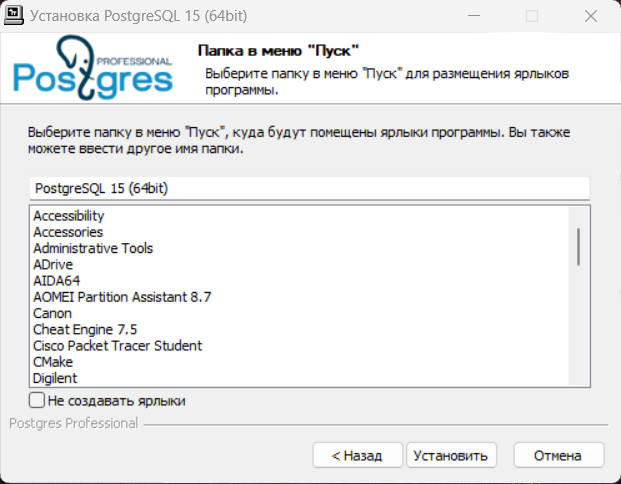 Установка PostgreSQL 15 (64bit)
PROFESSIONAL
Postgres
Папка в меню "Пуск"
Выберите папку в меню "Пуск" для размещения ярлыков
программы.
Выберите папку в меню "Пуск", куда будут помещены ярлыки программы. Вы также
можете ввести другое имя папки.
PostgreSQL 15 (64bit)
Accessibility
Accessories
Administrative Tools
ADrive
AIDA64
AOMEI Partition Assistant 8.7
Canon
Cheat Engine 7.5
Cisco Packet Tracer Student
CMake
Digilent
Не создавать ярлыки
Postgres Professional
< Назад
Установить
Отмена